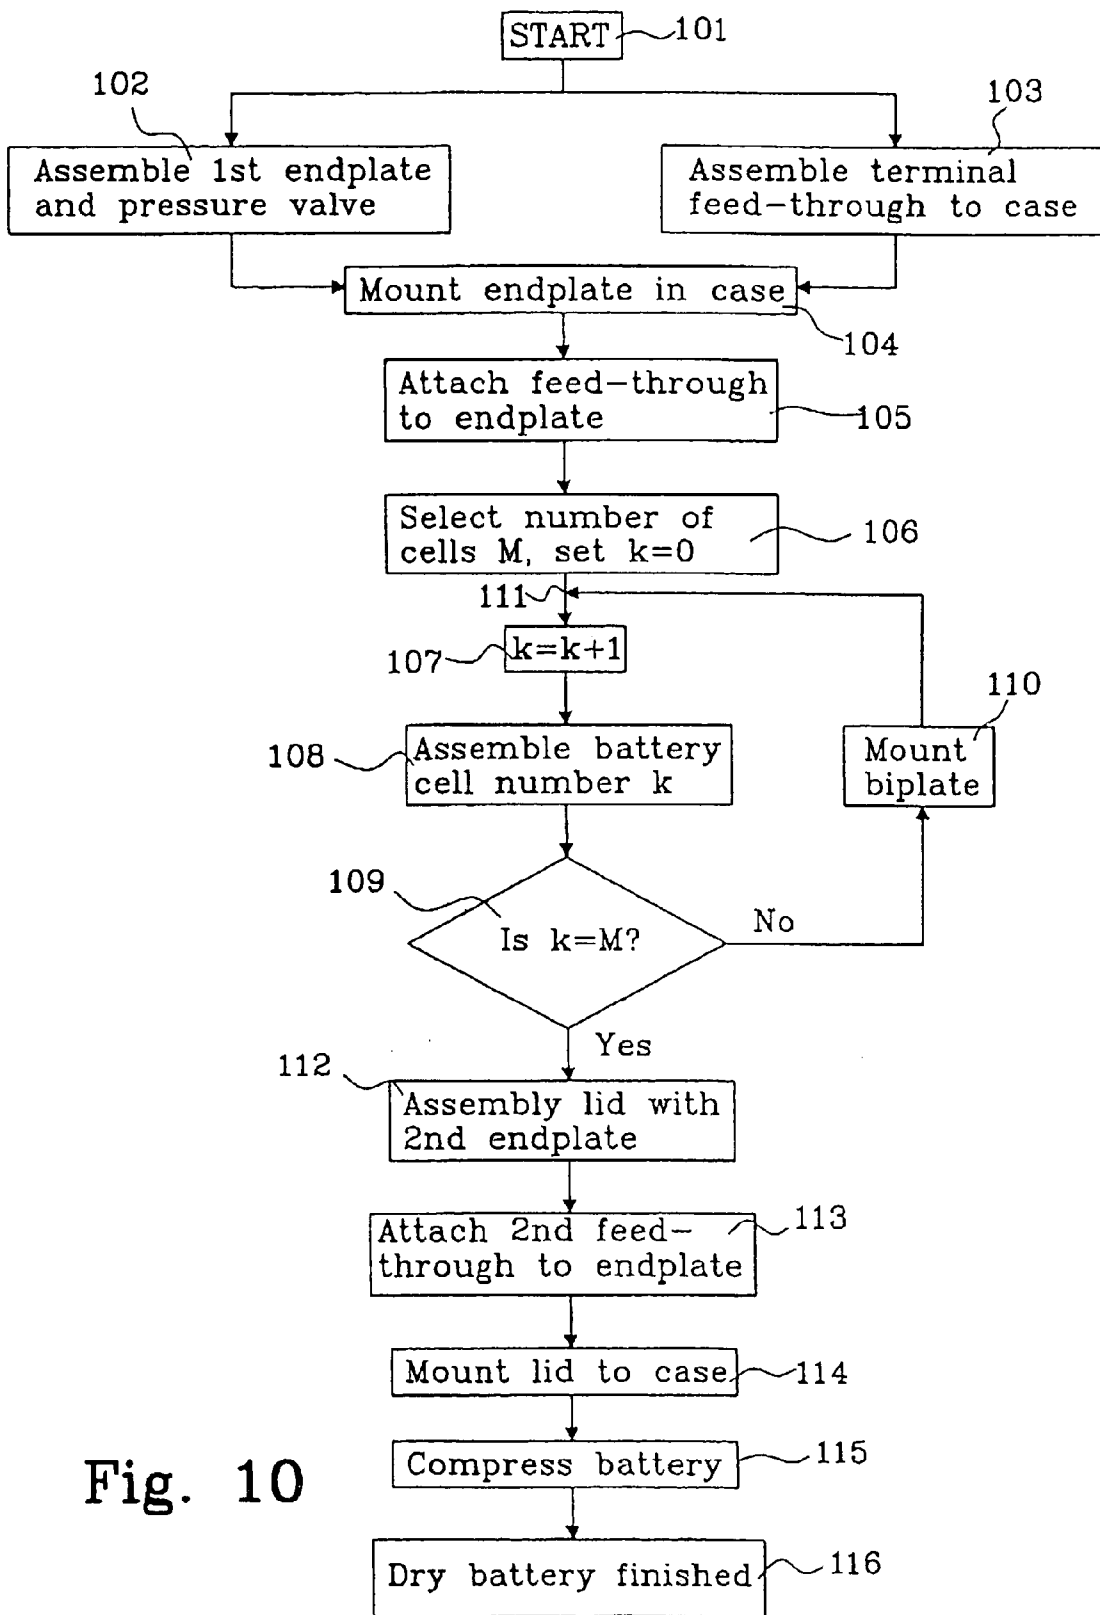 START
101
102
103
Assemble 1st endplate
and pressure valve
Assemble terminal
feed-through to case
Mount endplate in case
104
Attach feed-through
to endplate
105
Select number of
cells M, set k=0
106
111
k=k+1
107
110
108
Assemble battery
cell number k
Mount
biplate
109
Is k=M?
No
Yes
112
Assembly lid with
2nd endplate
Attach 2nd feed-
through to endplate
113
Mount lid to case
114
Compress battery
115
Fig. 10
Dry battery finished
116